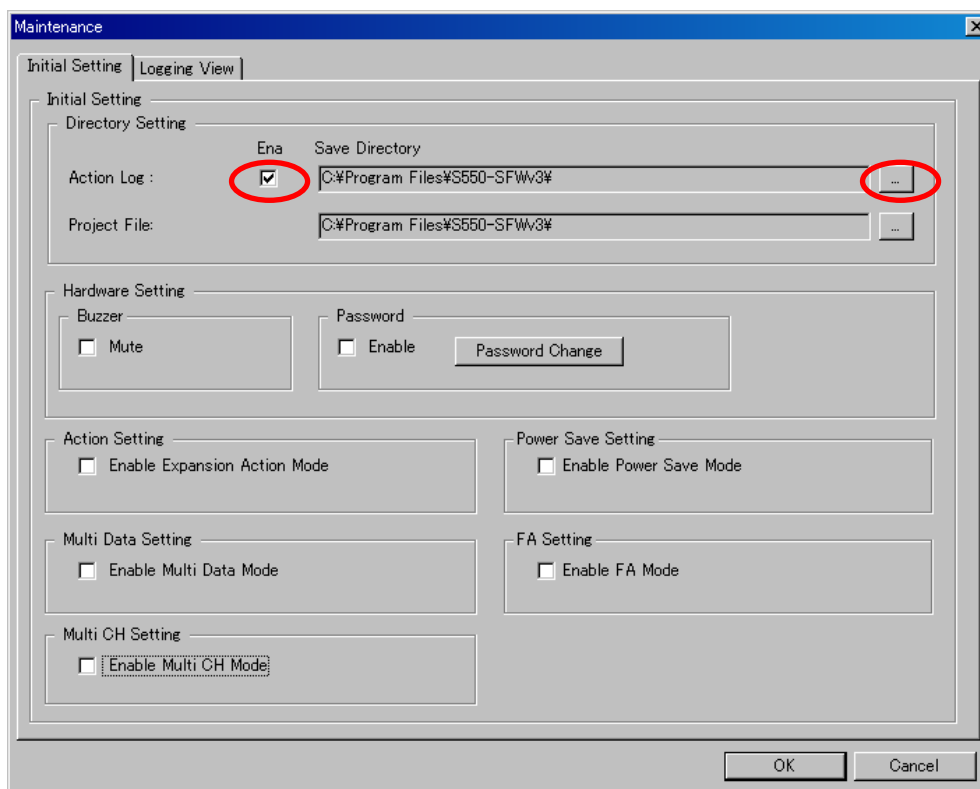 Maintenance
Initial Setting
Logging View
Initial Setting
Directory Setting
Ena Save Directory
Action Log : C:¥Program Files¥S550-SFWv3¥ ...
Project File: C:¥Program Files¥S550-SFWv3¥ ...
Hardware Setting
Buzzer
Mute
Password
Enable Password Change
Action Setting
Enable Expansion Action Mode
Power Save Setting
Enable Power Save Mode
Multi Data Setting
Enable Multi Data Mode
FA Setting
Enable FA Mode
Multi CH Setting
Enable Multi CH Mode
OK Cancel